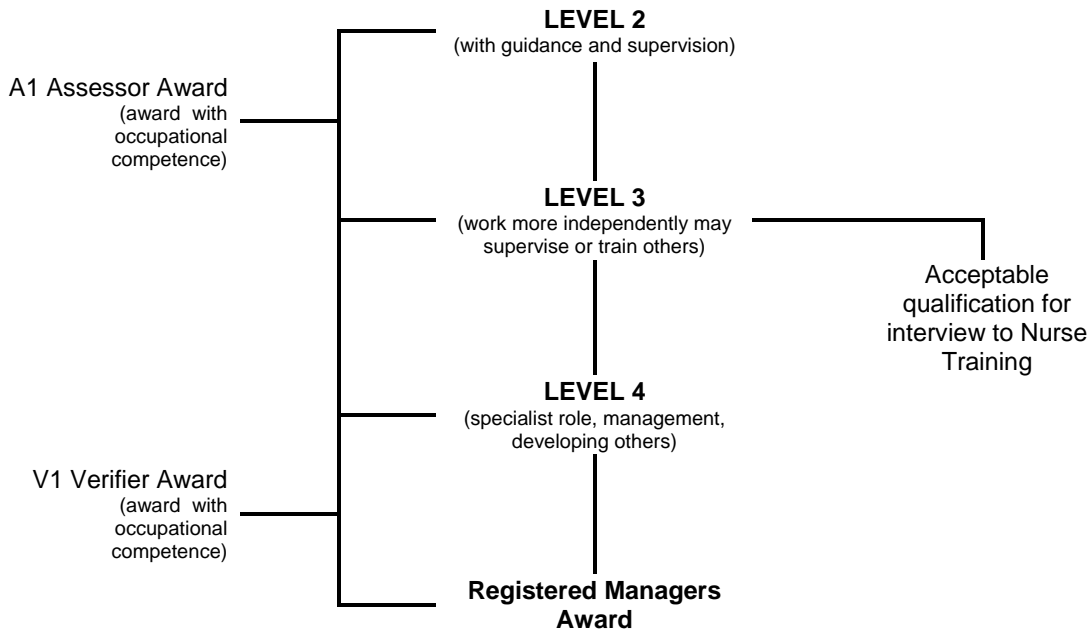 LEVEL 2
(with guidance and supervision)
A1 Assessor Award
(award with
occupational
competence)
LEVEL 3
(work more independently may
supervise or train others)
Acceptable
qualification for
interview to Nurse
Training
LEVEL 4
(specialist role, management,
developing others)
V1 Verifier Award
(award with
occupational
competence)
Registered Managers
Award